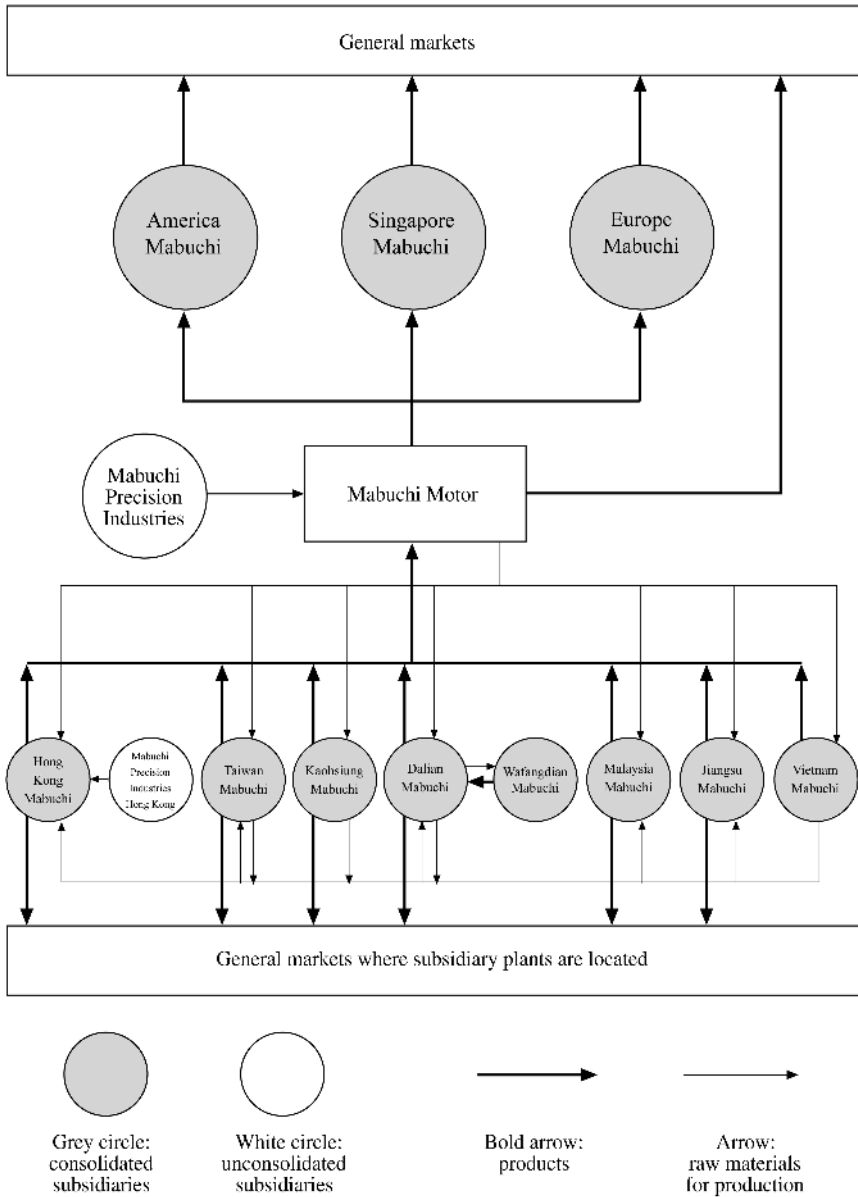 General markets
America
Mabuchi
Singapore
Mabuchi
Europe
Mabuchi
Mabuchi
Precision
Industries
Mabuchi Motor
Hong
Kong
Mabuchi
Mabuchi
Precision
Industries
Hong Kong
Taiwan
Mabuchi
Kaohsiung
Mabuchi
Dalian
Mabuchi
Wafangdian
Mabuchi
Malaysia
Mabuchi
Jiangsu
Mabuchi
Vietnam
Mabuchi
General markets where subsidiary plants are located
Grey circle:
consolidated
subsidiaries
White circle:
unconsolidated
subsidiaries
Bold arrow:
products
Arrow:
raw materials
for production